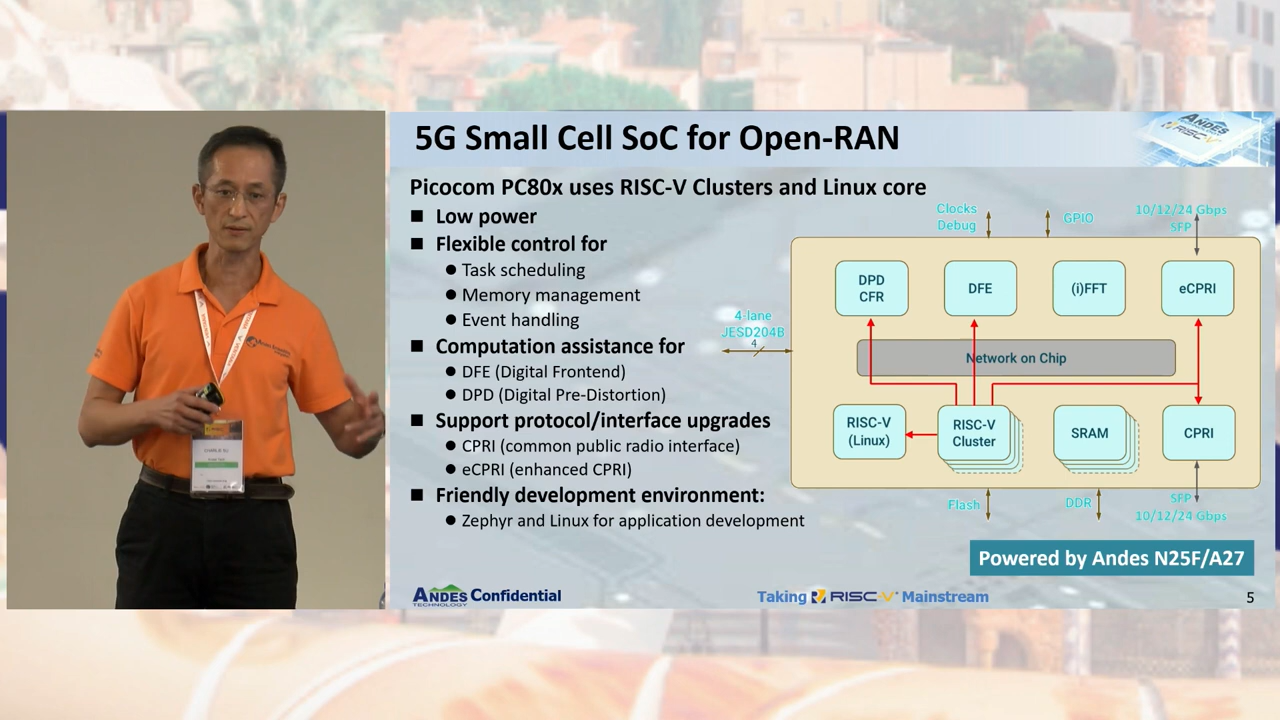 5G Small Cell SoC for Open-RAN
ANDES
RISC-V
Picocom PC80x uses RISC-V Clusters and Linux core
■ Low power
■ Flexible control for
● Task scheduling
● Memory management
● Event handling
■ Computation assistance for
● DFE (Digital Frontend)
● DPD (Digital Pre-Distortion)
■ Support protocol/interface upgrades
● CPRI (common public radio interface)
● eCPRI (enhanced CPRI)
■ Friendly development environment:
● Zephyr and Linux for application development
Clocks
Debug
GPIO
10/12/24 Gbps
SFP
4-lane
JESD204B
4
DPD
CFR
DFE
(i)FFT
eCPRI
Network on Chip
RISC-V
(Linux)
RISC-V
Cluster
SRAM
CPRI
Flash
DDR
SFP
10/12/24 Gbps
Powered by Andes N25F/A27
ANDES Confidential
TECHNOLOGY
Taking RISC-V Mainstream
5
CHARLIE SU